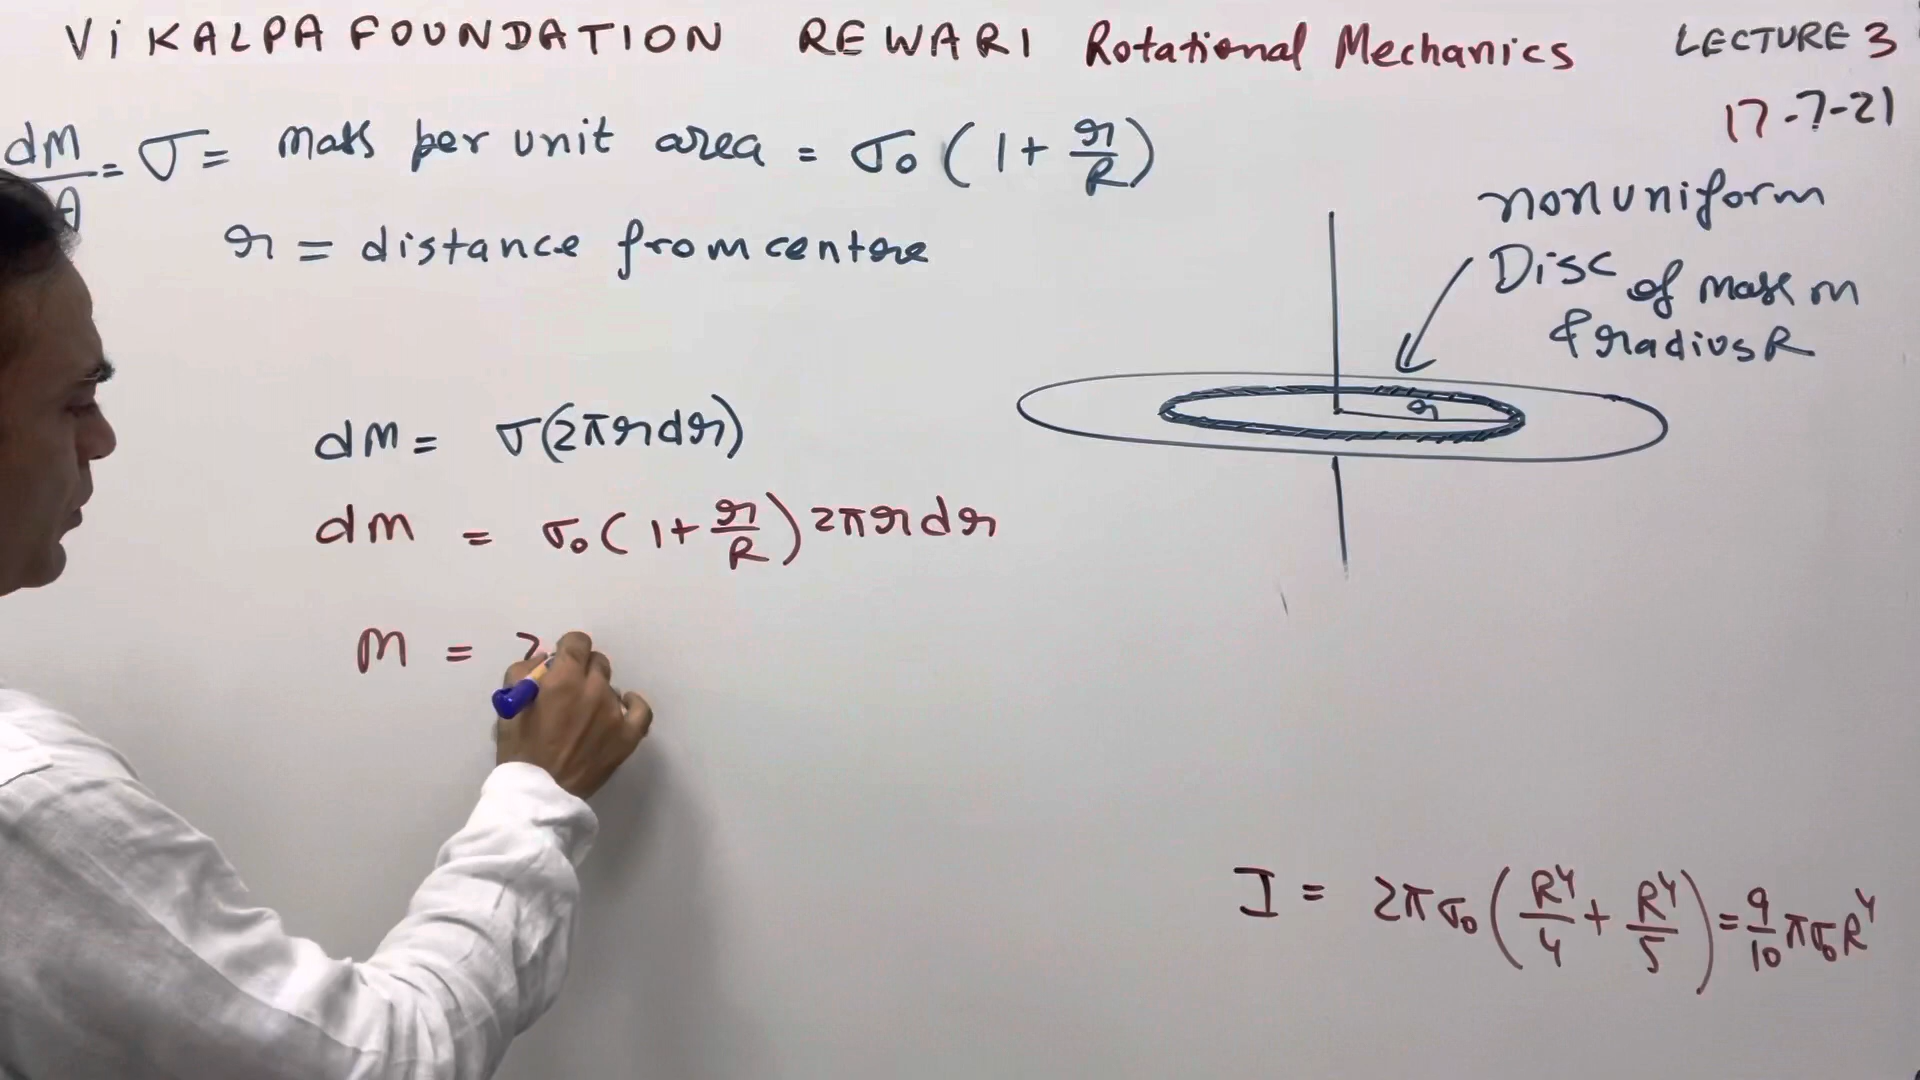 ViKALPA FOUNDATION REWARI Rotational Mechanics LECTURE 3
17-7-21
dM/A = σ = mass per unit area = σ₀ (1 + r/R)
r = distance from centre
nonuniform
Disc of mass m
& radius R
r
dM = σ(2πrdr)
dm = σ₀ (1 + r/R) 2πrdr
M = 2
I = 2πσ₀ (R⁴/4 + R⁴/5) = 9/10 πσ₀R⁴